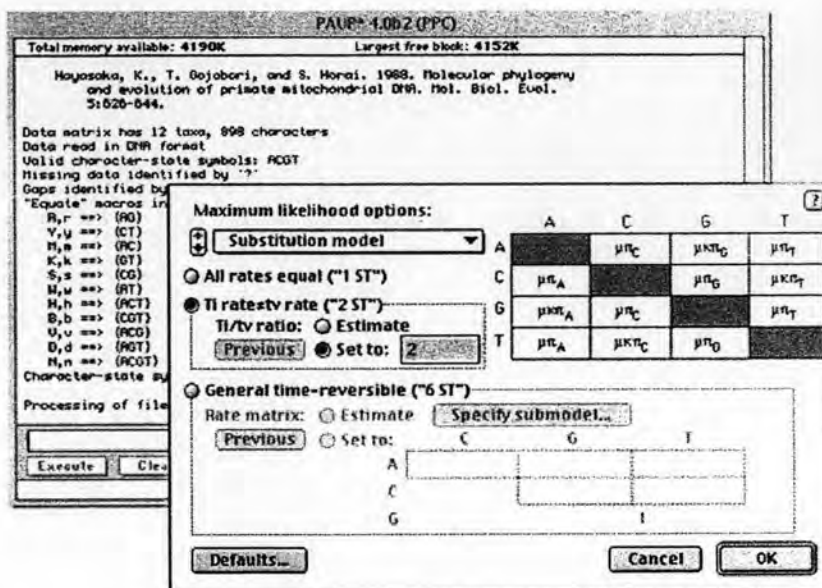 PAUP* 4.0b2 (PPC)
Total memory available: 4190K Largest free block: 4152K
Hayasaka, K., T. Gojobori, and S. Horai. 1988. Molecular phylogeny
and evolution of primate mitochondrial DNA. Mol. Biol. Evol.
5:626-644.
Data matrix has 12 taxa, 898 characters
Data read in DNA format
Valid character-state symbols: ACGT
Missing data identified by '?'
Gaps identified by
"Equate" macros in
R,r ==> {AG}
Y,y ==> {CT}
M,m ==> {AC}
K,k ==> {GT}
S,s ==> {CG}
W,w ==> {AT}
H,h ==> {ACT}
B,b ==> {CGT}
V,v ==> {ACG}
D,d ==> {AGT}
N,n ==> {ACGT}
Character-state sy
Processing of file
Execute Clea
?
Maximum likelihood options:
Substitution model
All rates equal ("1 ST")
Ti rate≠tv rate ("2 ST")
Ti/tv ratio: Estimate
Previous Set to: 2
A C G T
A μπC μκπG μπT
C μπA μπG μκπT
G μκπA μπC μπT
T μπA μκπC μπG
General time-reversible ("6 ST")
Rate matrix: Estimate Specify submodel...
Previous Set to: C G T
A
C
G 1
Defaults... Cancel OK